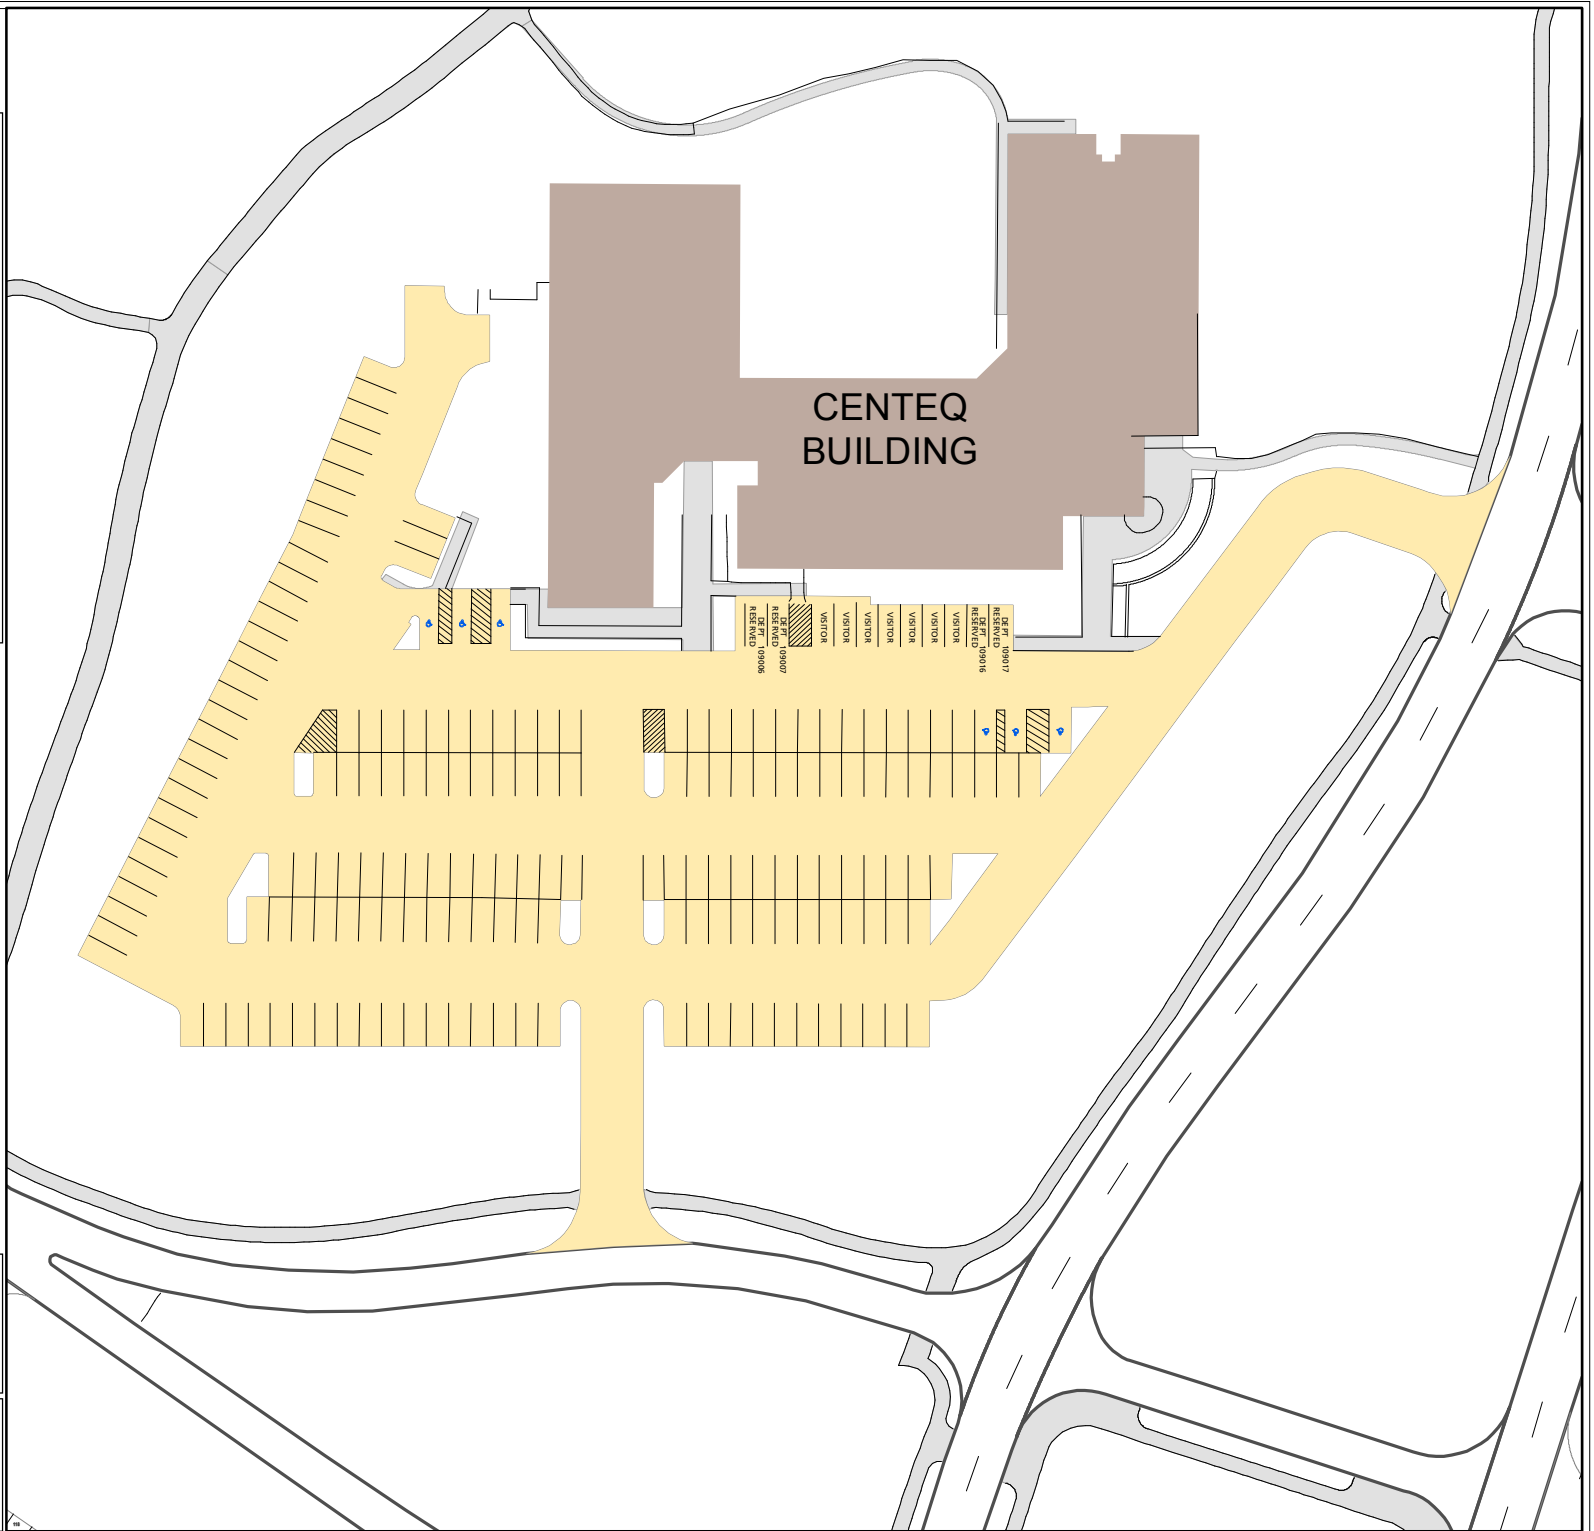 CENTEQ
BUILDING
RESERVED
DEPT 109006
RESERVED
DEPT 109007
VISITOR
VISITOR
VISITOR
VISITOR
VISITOR
VISITOR
VISITOR
RESERVED
DEPT 109016
RESERVED
DEPT 109017